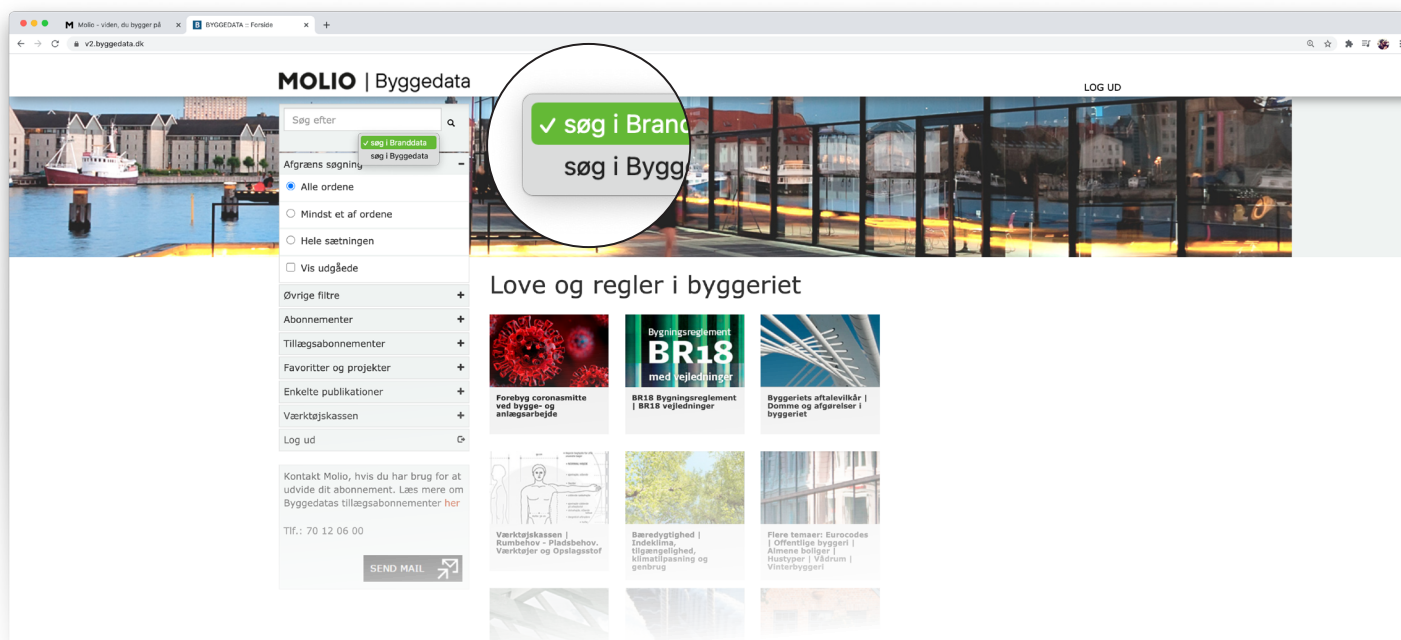 Molio - viden, du bygger på
BYGGEDATA :: Forside
v2.byggedata.dk
MOLIO | Byggedata
LOG UD
Søg efter
✓ søg i Branddata
søg i Byggedata
✓ søg i Brand
søg i Bygg
Afgræns søgning
Alle ordene
Mindst et af ordene
Hele sætningen
Vis udgåede
Øvrige filtre
Abonnementer
Tillægsabonnementer
Favoritter og projekter
Enkelte publikationer
Værktøjskassen
Log ud
Kontakt Molio, hvis du har brug for at
udvide dit abonnement. Læs mere om
Byggedatas tillægsabonnementer her
Tlf.: 70 12 06 00
SEND MAIL
Love og regler i byggeriet
Forebyg coronasmitte
ved bygge- og
anlægsarbejde
Bygningsreglement
BR18
med vejledninger
BR18 Bygningsreglement
| BR18 vejledninger
Byggeriets aftalevilkår |
Domme og afgørelser i
byggeriet
Værktøjskassen |
Rumbehov - Pladsbehov.
Værktøjer og Opslagsstof
Bæredygtighed |
Indeklima,
tilgængelighed,
klimatilpasning og
genbrug
Flere temaer: Eurocodes
| Offentlige byggeri |
Almene boliger |
Hustyper | Vådrum |
Vinterbyggeri